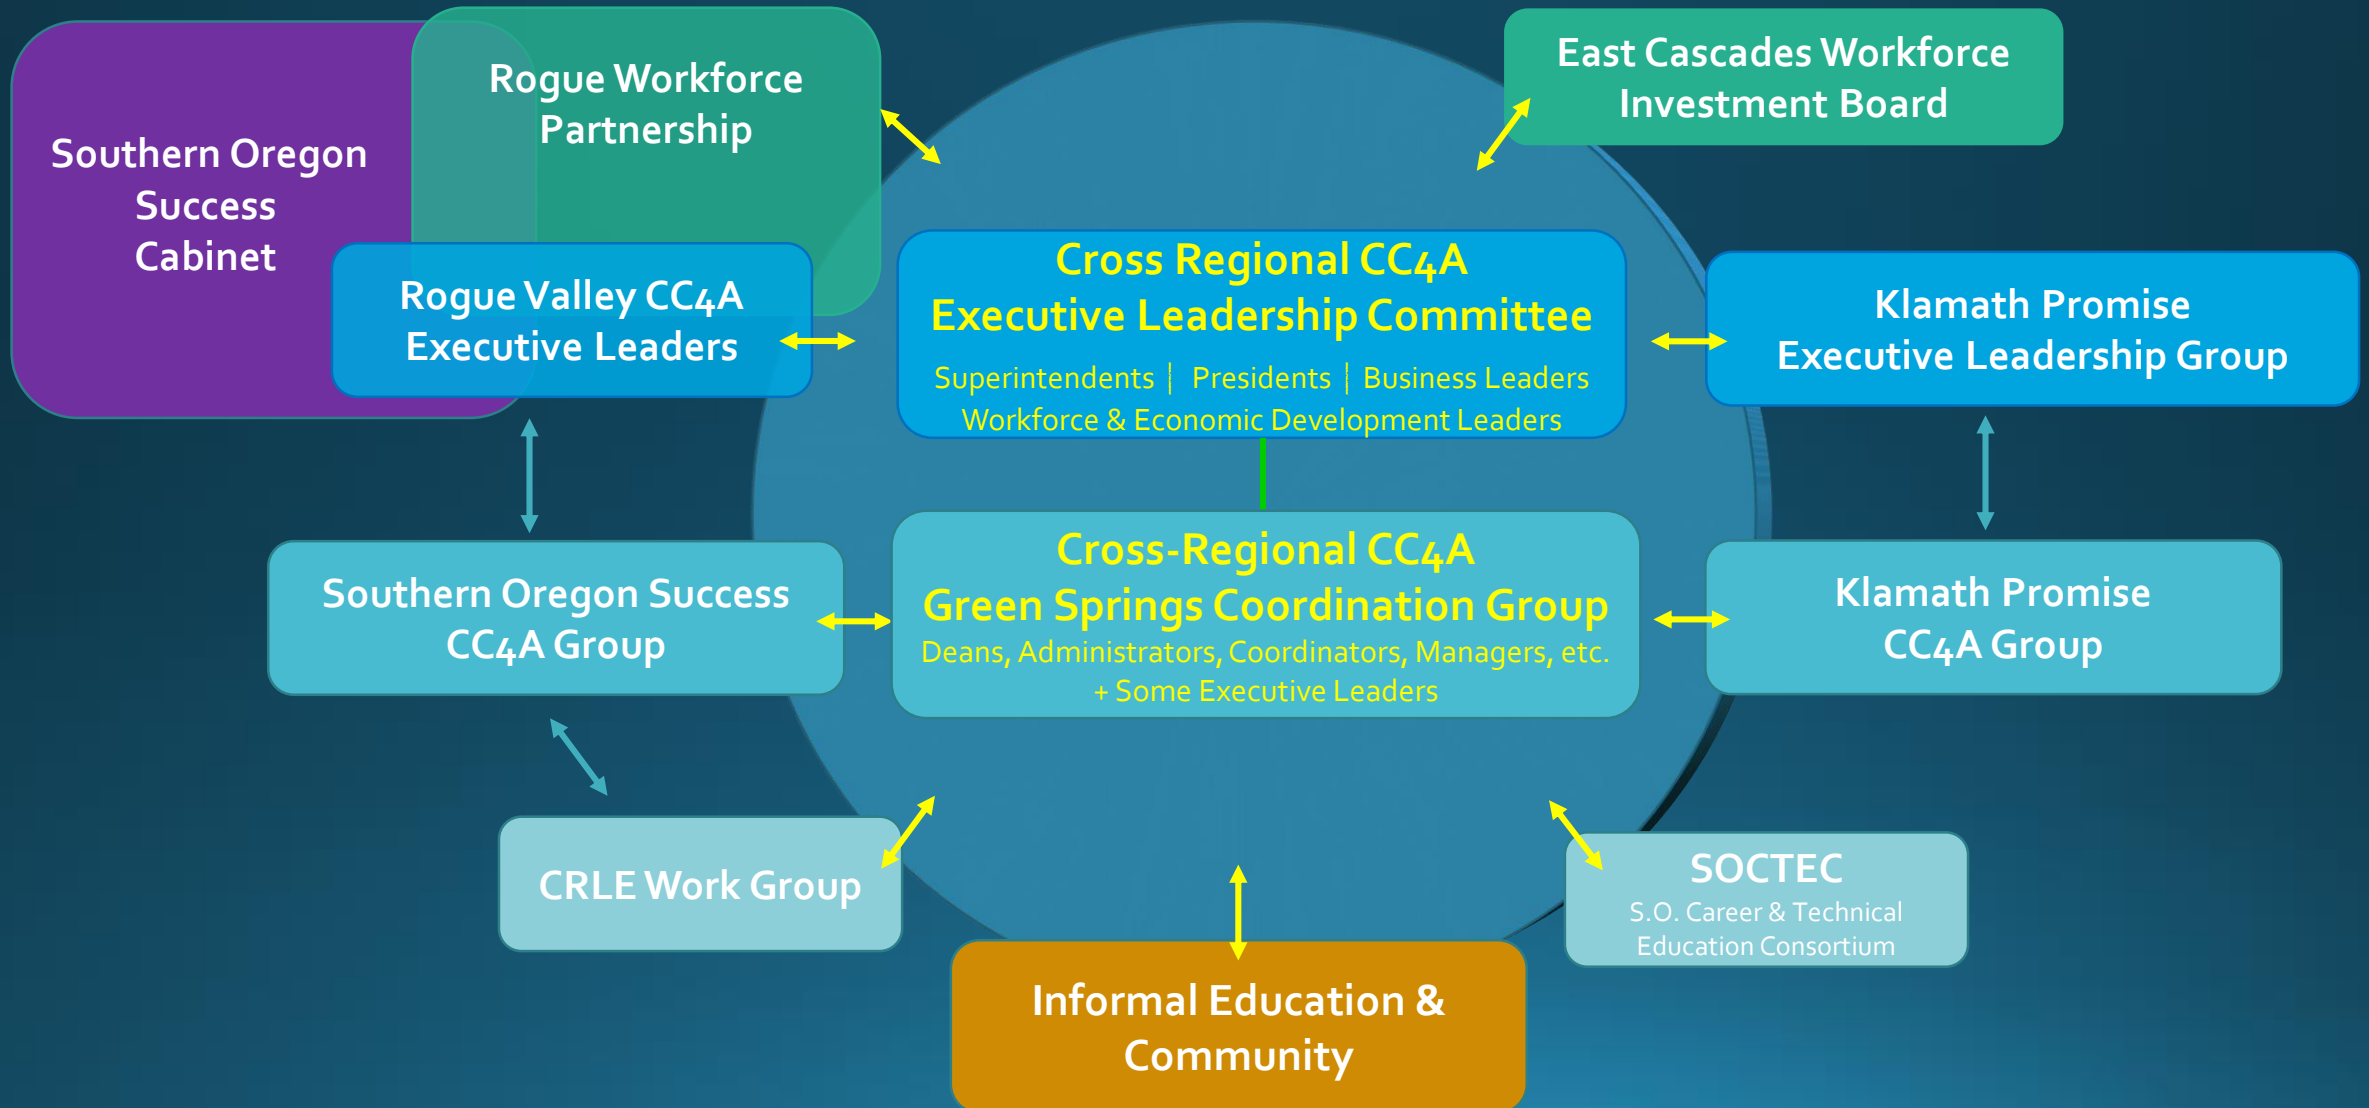 Southern Oregon
Success
Cabinet
Rogue Workforce
Partnership
East Cascades Workforce
Investment Board
Rogue Valley CC4A
Executive Leaders
Cross Regional CC4A
Executive Leadership Committee
Superintendents | Presidents | Business Leaders
Workforce & Economic Development Leaders
Klamath Promise
Executive Leadership Group
Southern Oregon Success
CC4A Group
Cross-Regional CC4A
Green Springs Coordination Group
Deans, Administrators, Coordinators, Managers, etc.
+ Some Executive Leaders
Klamath Promise
CC4A Group
CRLE Work Group
SOCTEC
S.O. Career & Technical
Education Consortium
Informal Education &
Community